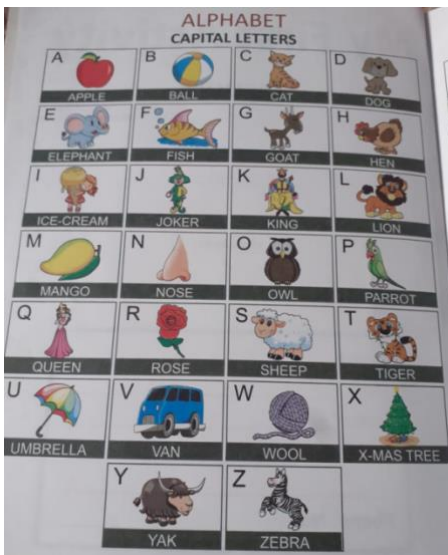 ALPHABET
CAPITAL LETTERS
A B C D
APPLE BALL CAT DOG
E F G H
ELEPHANT FISH GOAT HEN
I J K L
ICE-CREAM JOKER KING LION
M N O P
MANGO NOSE OWL PARROT
Q R S T
QUEEN ROSE SHEEP TIGER
U V W X
UMBRELLA VAN WOOL X-MAS TREE
Y Z
YAK ZEBRA